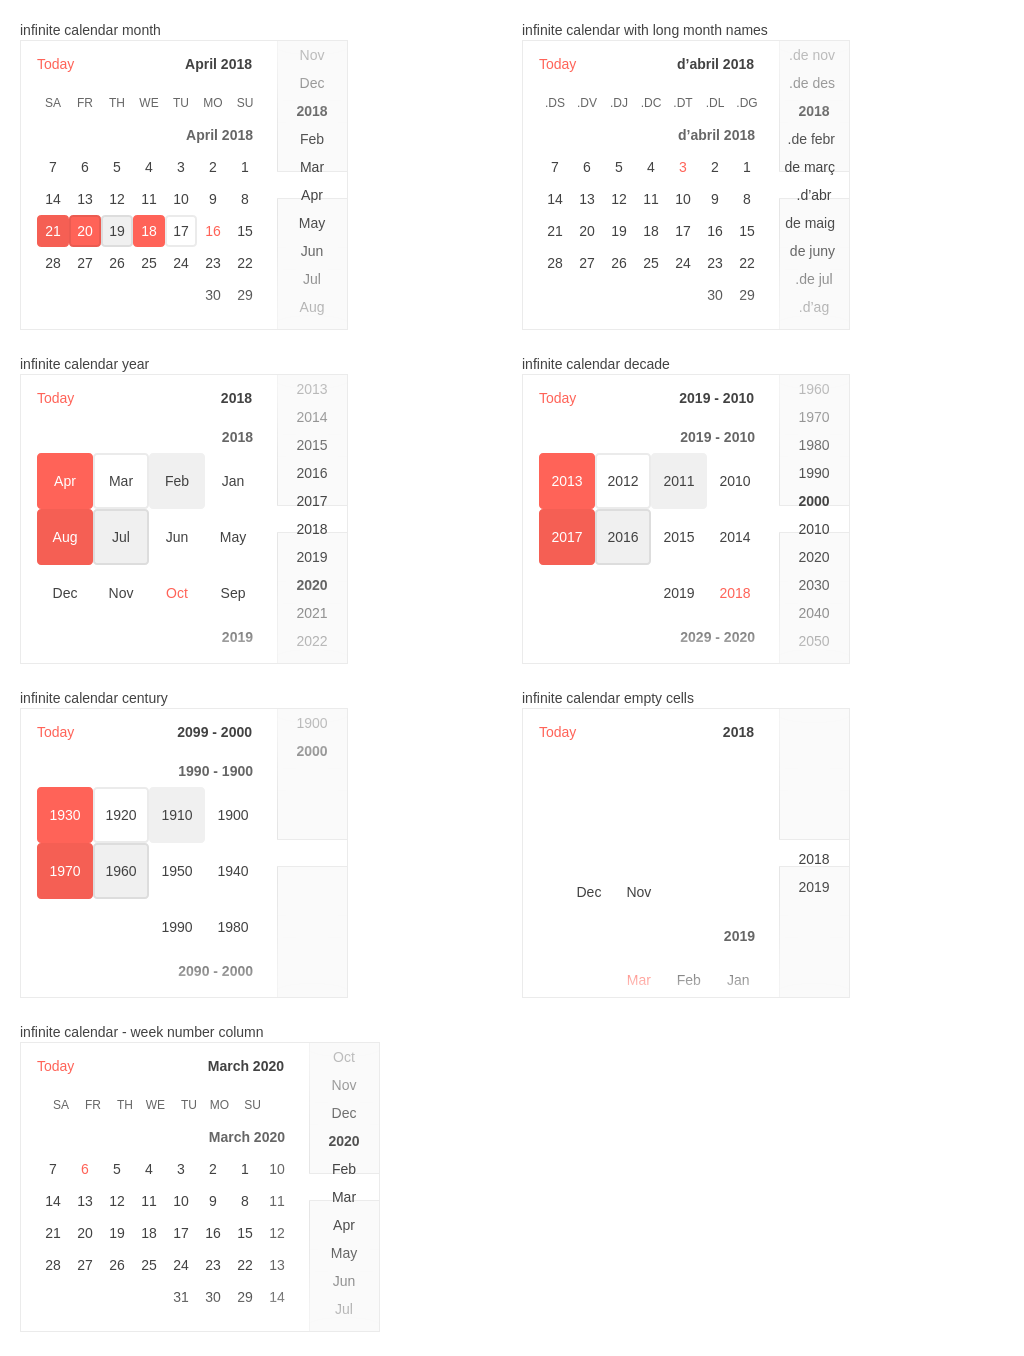 infinite calendar month
Today April 2018
SA FR TH WE TU MO SU
April 2018
7 6 5 4 3 2 1
14 13 12 11 10 9 8
21 20 19 18 17 16 15
28 27 26 25 24 23 22
30 29
Nov
Dec
2018
Feb
Mar
Apr
May
Jun
Jul
Aug
infinite calendar with long month names
Today d’abril 2018
.DS .DV .DJ .DC .DT .DL .DG
d’abril 2018
7 6 5 4 3 2 1
14 13 12 11 10 9 8
21 20 19 18 17 16 15
28 27 26 25 24 23 22
30 29
.de nov
.de des
2018
.de febr
de març
.d’abr
de maig
de juny
.de jul
.d’ag
infinite calendar year
Today 2018
2018
Apr Mar Feb Jan
Aug Jul Jun May
Dec Nov Oct Sep
2019
2013
2014
2015
2016
2017
2018
2019
2020
2021
2022
infinite calendar decade
Today 2019 - 2010
2019 - 2010
2013 2012 2011 2010
2017 2016 2015 2014
2019 2018
2029 - 2020
1960
1970
1980
1990
2000
2010
2020
2030
2040
2050
infinite calendar century
Today 2099 - 2000
1990 - 1900
1930 1920 1910 1900
1970 1960 1950 1940
1990 1980
2090 - 2000
1900
2000
infinite calendar empty cells
Today 2018
Dec Nov
2019
Mar Feb Jan
2018
2019
infinite calendar - week number column
Today March 2020
SA FR TH WE TU MO SU
March 2020
7 6 5 4 3 2 1 10
14 13 12 11 10 9 8 11
21 20 19 18 17 16 15 12
28 27 26 25 24 23 22 13
31 30 29 14
Oct
Nov
Dec
2020
Feb
Mar
Apr
May
Jun
Jul